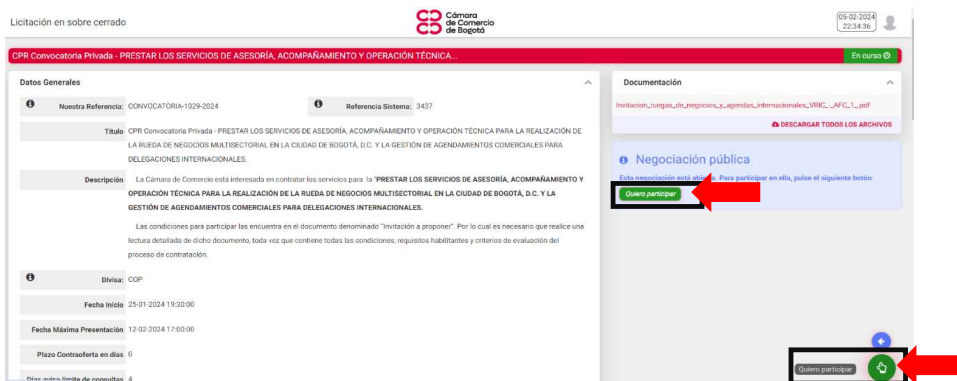 Licitación en sobre cerrado
Cámara
de Comercio
de Bogotá
05-02-2024
22:34:36
CPR Convocatoria Privada - PRESTAR LOS SERVICIOS DE ASESORÍA, ACOMPAÑAMIENTO Y OPERACIÓN TÉCNICA...
En curso
Datos Generales
Nuestra Referencia: CONVOCATORIA-1029-2024
Referencia Sistema: 3437
Título CPR Convocatoria Privada - PRESTAR LOS SERVICIOS DE ASESORÍA, ACOMPAÑAMIENTO Y OPERACIÓN TÉCNICA PARA LA REALIZACIÓN DE
LA RUEDA DE NEGOCIOS MULTISECTORIAL EN LA CIUDAD DE BOGOTÁ, D.C. Y LA GESTIÓN DE AGENDAMIENTOS COMERCIALES PARA
DELEGACIONES INTERNACIONALES.
Descripción La Cámara de Comercio está interesada en contratar los servicios para la "PRESTAR LOS SERVICIOS DE ASESORÍA, ACOMPAÑAMIENTO Y
OPERACIÓN TÉCNICA PARA LA REALIZACIÓN DE LA RUEDA DE NEGOCIOS MULTISECTORIAL EN LA CIUDAD DE BOGOTÁ, D.C. Y LA
GESTIÓN DE AGENDAMIENTOS COMERCIALES PARA DELEGACIONES INTERNACIONALES.
Las condiciones para participar las encuentra en el documento denominado "Invitación a proponer". Por lo cual es necesario que realice una
lectura detallada de dicho documento, toda vez que contiene todas las condiciones, requisitos habilitantes y criterios de evaluación del
proceso de contratación.
Divisa: COP
Fecha Inicio 25-01-2024 19:30:00
Fecha Máxima Presentación 12-02-2024 17:00:00
Plazo Contraoferta en días 0
Días aviso límite de consultas 4
Documentación
Invitacion_ruegas_de_negocios_y_agendas_internacionales_VRIC_-_AFC_1_.pdf
DESCARGAR TODOS LOS ARCHIVOS
Negociación pública
Esta negociación está abierta. Para participar en ella, pulse el siguiente botón:
Quiero participar
Quiero participar